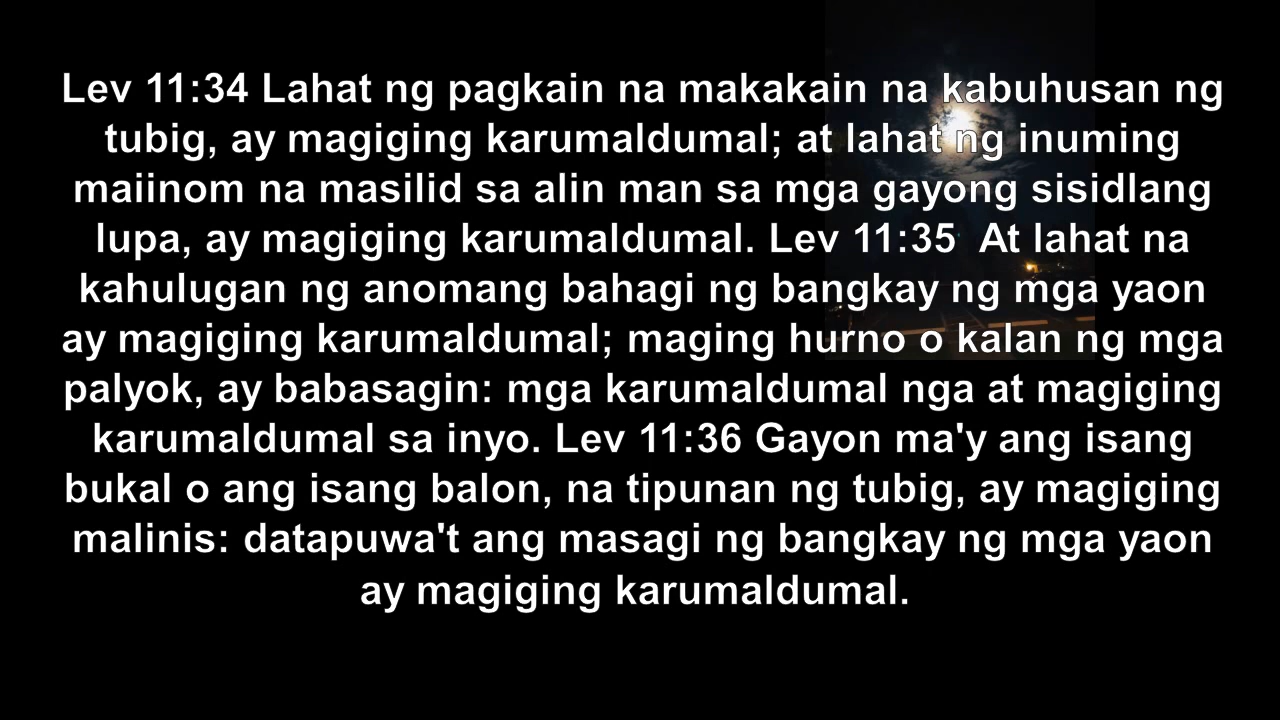 Lev 11:34 Lahat ng pagkain na makakain na kabuhusan ng
tubig, ay magiging karumaldumal; at lahat ng inuming
maiinom na masilid sa alin man sa mga gayong sisidlang
lupa, ay magiging karumaldumal. Lev 11:35  At lahat na
kahulugan ng anomang bahagi ng bangkay ng mga yaon
ay magiging karumaldumal; maging hurno o kalan ng mga
palyok, ay babasagin: mga karumaldumal nga at magiging
karumaldumal sa inyo. Lev 11:36 Gayon ma'y ang isang
bukal o ang isang balon, na tipunan ng tubig, ay magiging
malinis: datapuwa't ang masagi ng bangkay ng mga yaon
ay magiging karumaldumal.